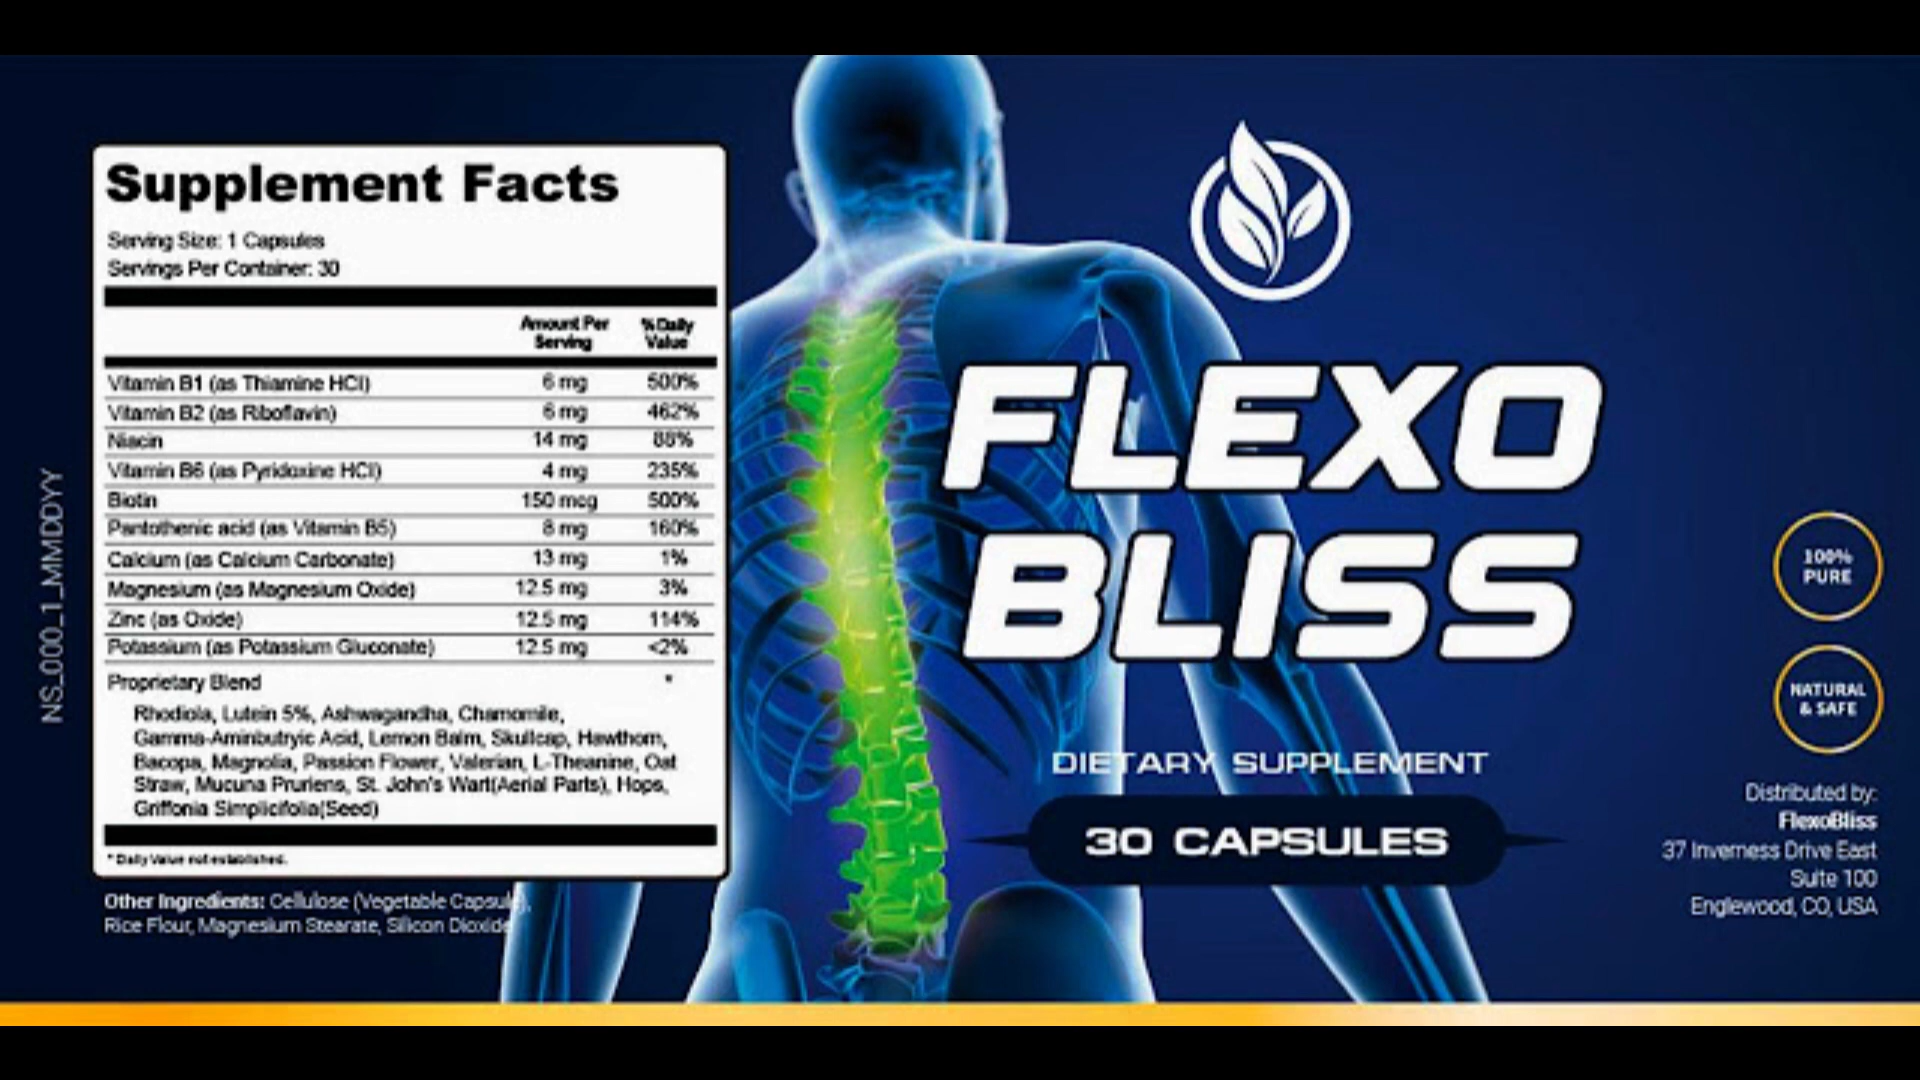 NS_000_1_MMDDYY
Supplement Facts
Serving Size: 1 Capsules
Servings Per Container: 30
Amount Per Serving
% Daily Value
Vitamin B1 (as Thiamine HCl) 6 mg 500%
Vitamin B2 (as Riboflavin) 6 mg 462%
Niacin 14 mg 88%
Vitamin B6 (as Pyridoxine HCl) 4 mg 235%
Biotin 150 mcg 500%
Pantothenic acid (as Vitamin B5) 8 mg 160%
Calcium (as Calcium Carbonate) 13 mg 1%
Magnesium (as Magnesium Oxide) 12.5 mg 3%
Zinc (as Oxide) 12.5 mg 114%
Potassium (as Potassium Gluconate) 12.5 mg <2%
Proprietary Blend *
Rhodiola, Lutein 5%, Ashwagandha, Chamomile,
Gamma-Aminbutryic Acid, Lemon Balm, Skullcap, Hawthorn,
Bacopa, Magnolia, Passion Flower, Valerian, L-Theanine, Oat
Straw, Mucuna Pruriens, St. John's Wart(Aerial Parts), Hops,
Griffonia Simplicifolia(Seed)
* Daily Value not established.
Other Ingredients: Cellulose (Vegetable Capsule),
Rice Flour, Magnesium Stearate, Silicon Dioxide
FLEXO
BLISS
DIETARY SUPPLEMENT
30 CAPSULES
100%
PURE
NATURAL
& SAFE
Distributed by:
FlexoBliss
37 Inverness Drive East
Suite 100
Englewood, CO, USA